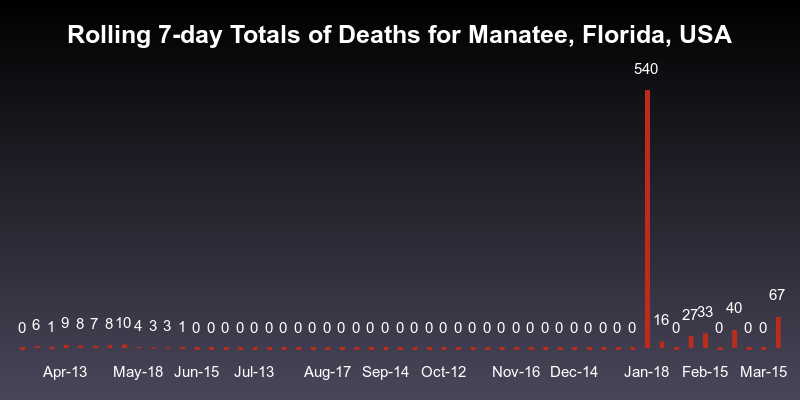 Rolling 7-day Totals of Deaths for Manatee, Florida, USA
540
0 6 1 9 8 7 8 10 4 3 3 1 0 0 0 0 0 0 0 0 0 0 0 0 0 0 0 0 0 0 0 0 0 0 0 0 0 0 0 0 0 0 0 16 0 27 33 0 40 0 0 67
Apr-13 May-18 Jun-15 Jul-13 Aug-17 Sep-14 Oct-12 Nov-16 Dec-14 Jan-18 Feb-15 Mar-15